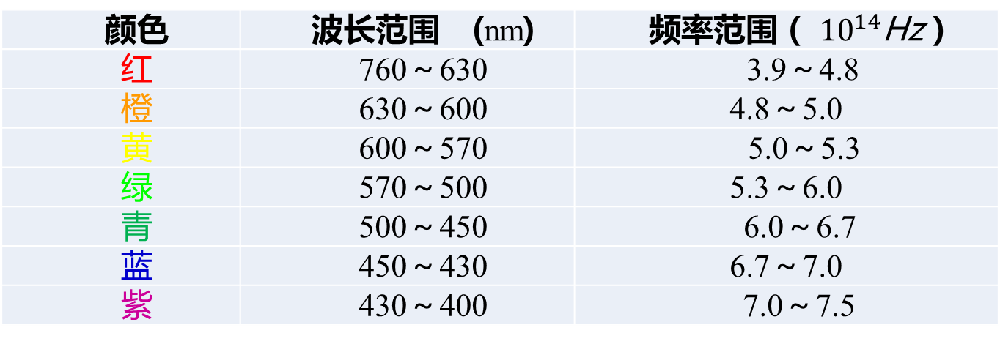 颜色 波长范围 (nm) 频率范围( 10¹⁴ Hz )
红 760～630 3.9～4.8
橙 630～600 4.8～5.0
黄 600～570 5.0～5.3
绿 570～500 5.3～6.0
青 500～450 6.0～6.7
蓝 450～430 6.7～7.0
紫 430～400 7.0～7.5